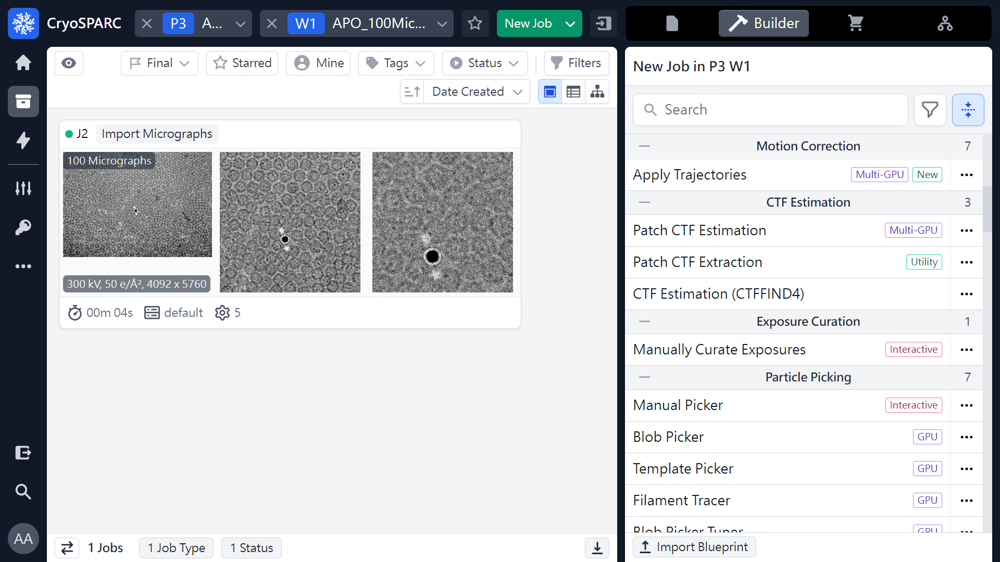 CryoSPARC
P3 A...
W1 APO_100Mic...
New Job
Builder
Final
Starred
Mine
Tags
Status
Filters
Date Created
J2 Import Micrographs
100 Micrographs
300 kV, 50 e/Å², 4092 x 5760
00m 04s default 5
1 Jobs
1 Job Type
1 Status
AA
New Job in P3 W1
Search
Motion Correction 7
Apply Trajectories Multi-GPU New
CTF Estimation 3
Patch CTF Estimation Multi-GPU
Patch CTF Extraction Utility
CTF Estimation (CTFFIND4)
Exposure Curation 1
Manually Curate Exposures Interactive
Particle Picking 7
Manual Picker Interactive
Blob Picker GPU
Template Picker GPU
Filament Tracer GPU
Blob Picker Tuner GPU
Import Blueprint